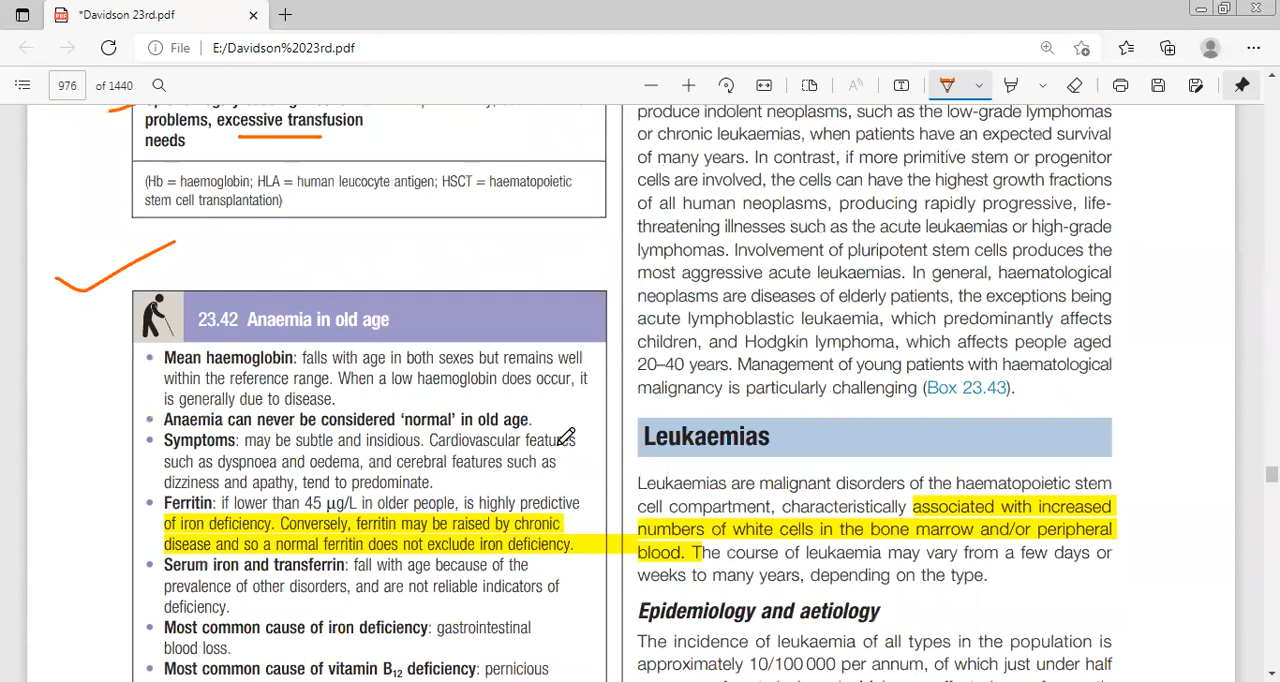 *Davidson 23rd.pdf
File
E:/Davidson%2023rd.pdf
976
of 1440
problems, excessive transfusion
needs
(Hb = haemoglobin; HLA = human leucocyte antigen; HSCT = haematopoietic
stem cell transplantation)
23.42 Anaemia in old age
• Mean haemoglobin: falls with age in both sexes but remains well
within the reference range. When a low haemoglobin does occur, it
is generally due to disease.
• Anaemia can never be considered ‘normal’ in old age.
• Symptoms: may be subtle and insidious. Cardiovascular features
such as dyspnoea and oedema, and cerebral features such as
dizziness and apathy, tend to predominate.
• Ferritin: if lower than 45 μg/L in older people, is highly predictive
of iron deficiency. Conversely, ferritin may be raised by chronic
disease and so a normal ferritin does not exclude iron deficiency.
• Serum iron and transferrin: fall with age because of the
prevalence of other disorders, and are not reliable indicators of
deficiency.
• Most common cause of iron deficiency: gastrointestinal
blood loss.
• Most common cause of vitamin B12 deficiency: pernicious
produce indolent neoplasms, such as the low-grade lymphomas
or chronic leukaemias, when patients have an expected survival
of many years. In contrast, if more primitive stem or progenitor
cells are involved, the cells can have the highest growth fractions
of all human neoplasms, producing rapidly progressive, life-
threatening illnesses such as the acute leukaemias or high-grade
lymphomas. Involvement of pluripotent stem cells produces the
most aggressive acute leukaemias. In general, haematological
neoplasms are diseases of elderly patients, the exceptions being
acute lymphoblastic leukaemia, which predominantly affects
children, and Hodgkin lymphoma, which affects people aged
20–40 years. Management of young patients with haematological
malignancy is particularly challenging (Box 23.43).
Leukaemias
Leukaemias are malignant disorders of the haematopoietic stem
cell compartment, characteristically associated with increased
numbers of white cells in the bone marrow and/or peripheral
blood. The course of leukaemia may vary from a few days or
weeks to many years, depending on the type.
Epidemiology and aetiology
The incidence of leukaemia of all types in the population is
approximately 10/100 000 per annum, of which just under half